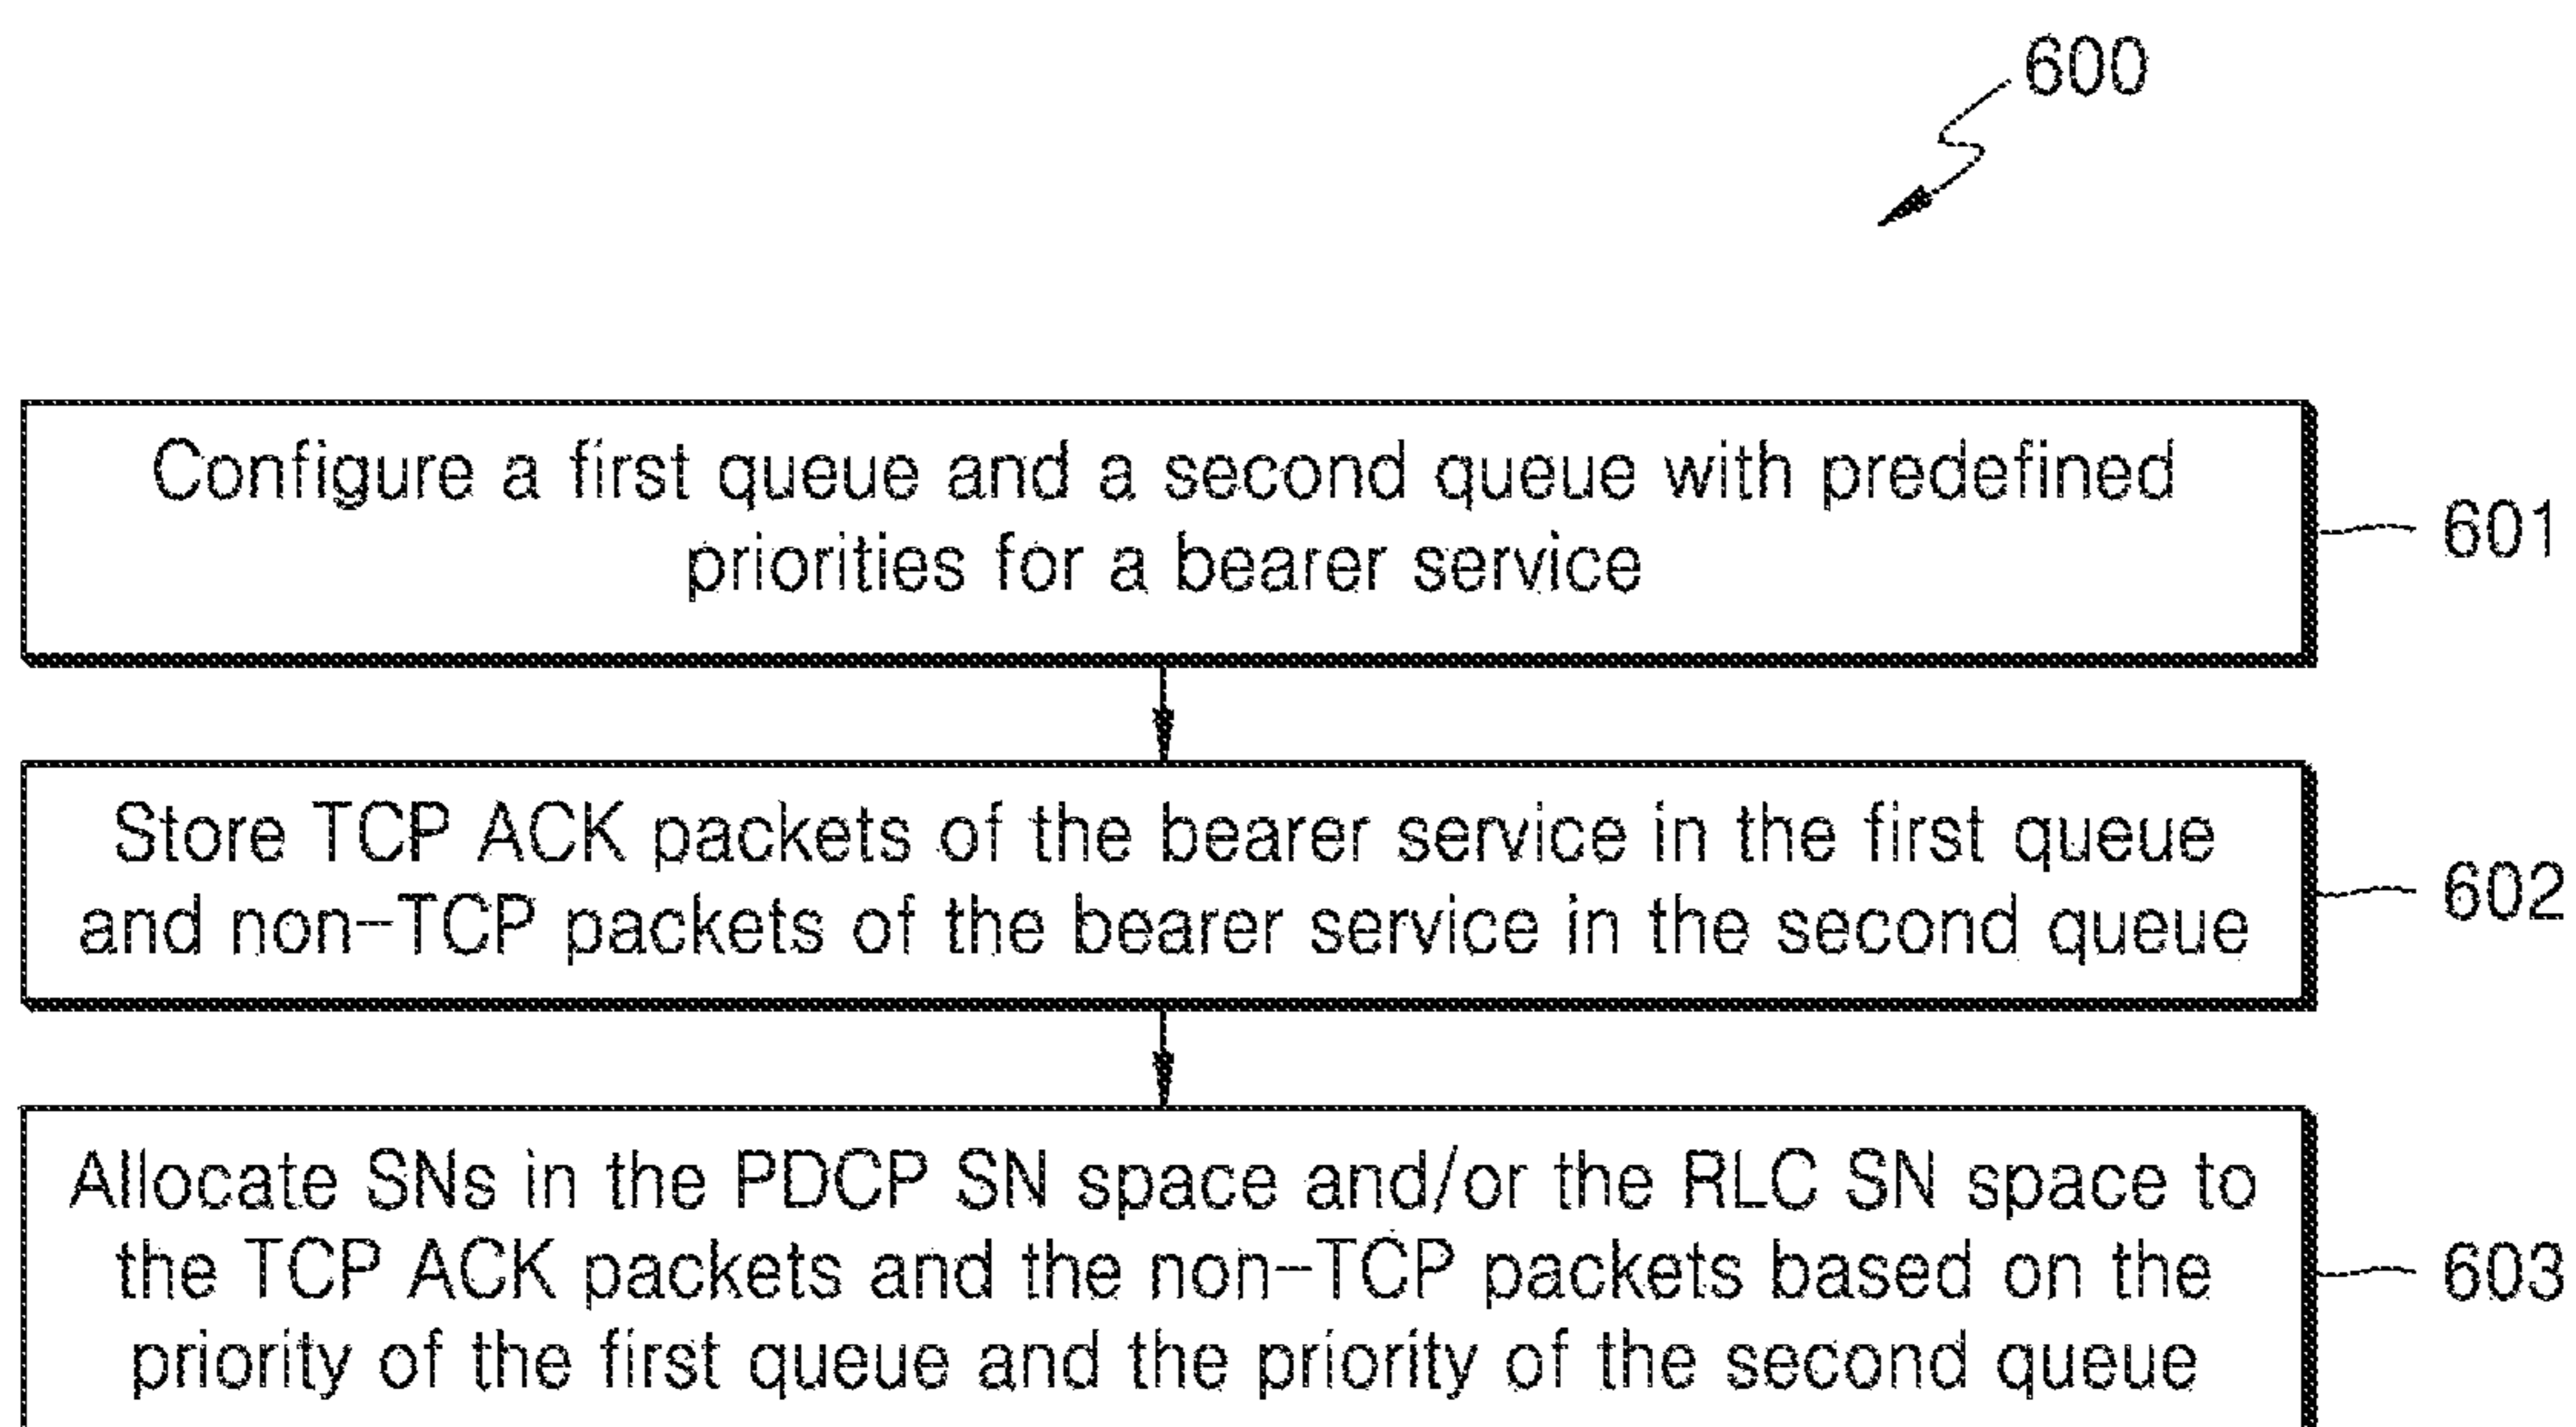 600
Configure a first queue and a second queue with predefined
priorities for a bearer service
601
Store TCP ACK packets of the bearer service in the first queue
and non-TCP packets of the bearer service in the second queue
602
Allocate SNs in the PDCP SN space and/or the RLC SN space to
the TCP ACK packets and the non-TCP packets based on the
priority of the first queue and the priority of the second queue
603